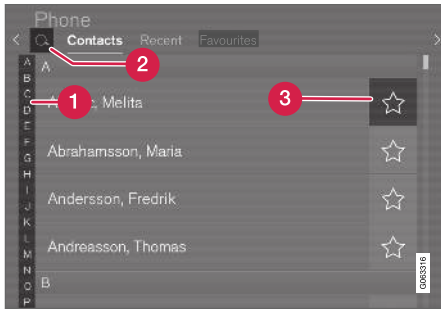 Phone
Contacts Recent Favourites
A
B
C
D
E
F
G
H
I
J
K
L
M
N
O
P
A
Melita
Abrahamsson, Maria
Andersson, Fredrik
Andreasson, Thomas
B
1
2
3
G063316